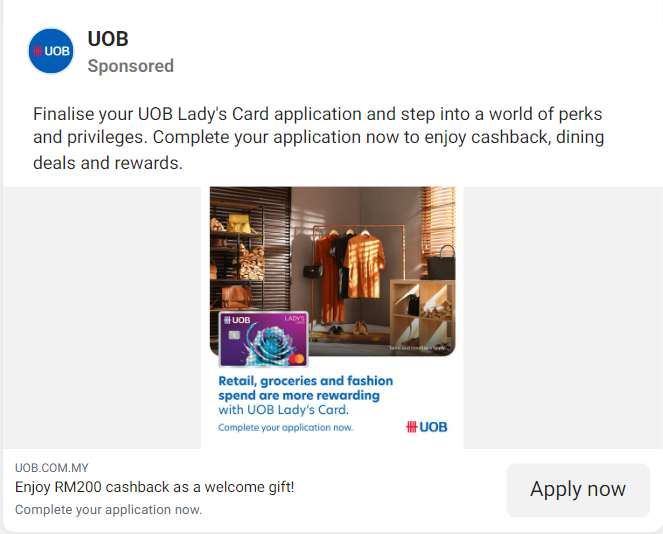 UOB
UOB
Sponsored
Finalise your UOB Lady's Card application and step into a world of perks
and privileges. Complete your application now to enjoy cashback, dining
deals and rewards.
UOB
LADY'S
CARD
Terms and conditions apply.
Retail, groceries and fashion
spend are more rewarding
with UOB Lady's Card.
Complete your application now.
UOB
UOB.COM.MY
Enjoy RM200 cashback as a welcome gift!
Complete your application now.
Apply now